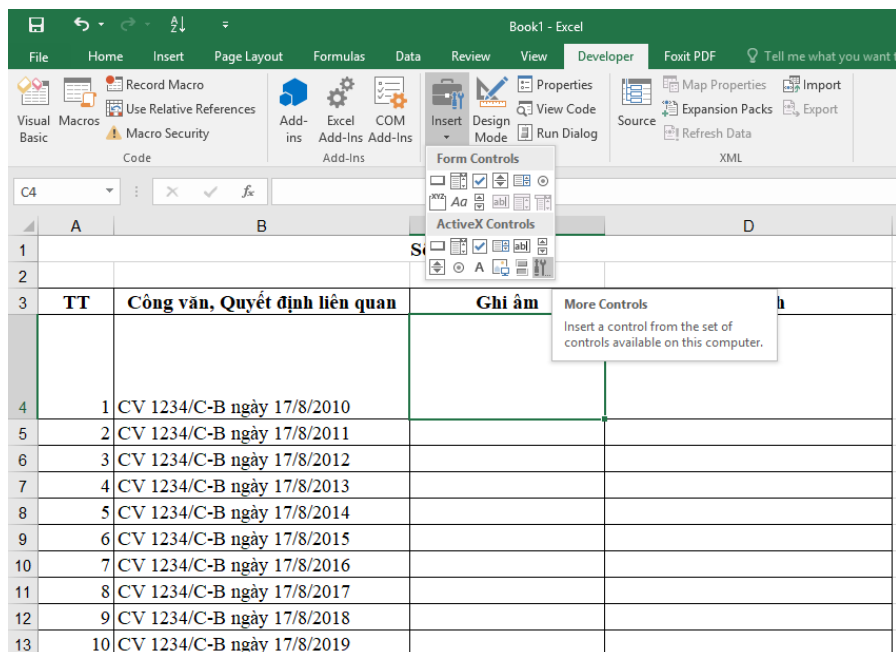 Book1 - Excel
File Home Insert Page Layout Formulas Data Review View Developer Foxit PDF Tell me what you want
Record Macro
Use Relative References
Macro Security
Visual Basic
Macros
Code
Add-ins
Excel Add-Ins
COM Add-Ins
Add-Ins
Insert
Design Mode
Properties
View Code
Run Dialog
Source
Map Properties
Expansion Packs
Refresh Data
Import
Export
XML
Form Controls
XYZ Aa ab|
ActiveX Controls
ab|
A
C4 fx
A B D
1
2
3 TT Công văn, Quyết định liên quan Ghi âm h
More Controls
Insert a control from the set of
controls available on this computer.
4 1 CV 1234/C-B ngày 17/8/2010
5 2 CV 1234/C-B ngày 17/8/2011
6 3 CV 1234/C-B ngày 17/8/2012
7 4 CV 1234/C-B ngày 17/8/2013
8 5 CV 1234/C-B ngày 17/8/2014
9 6 CV 1234/C-B ngày 17/8/2015
10 7 CV 1234/C-B ngày 17/8/2016
11 8 CV 1234/C-B ngày 17/8/2017
12 9 CV 1234/C-B ngày 17/8/2018
13 10 CV 1234/C-B ngày 17/8/2019